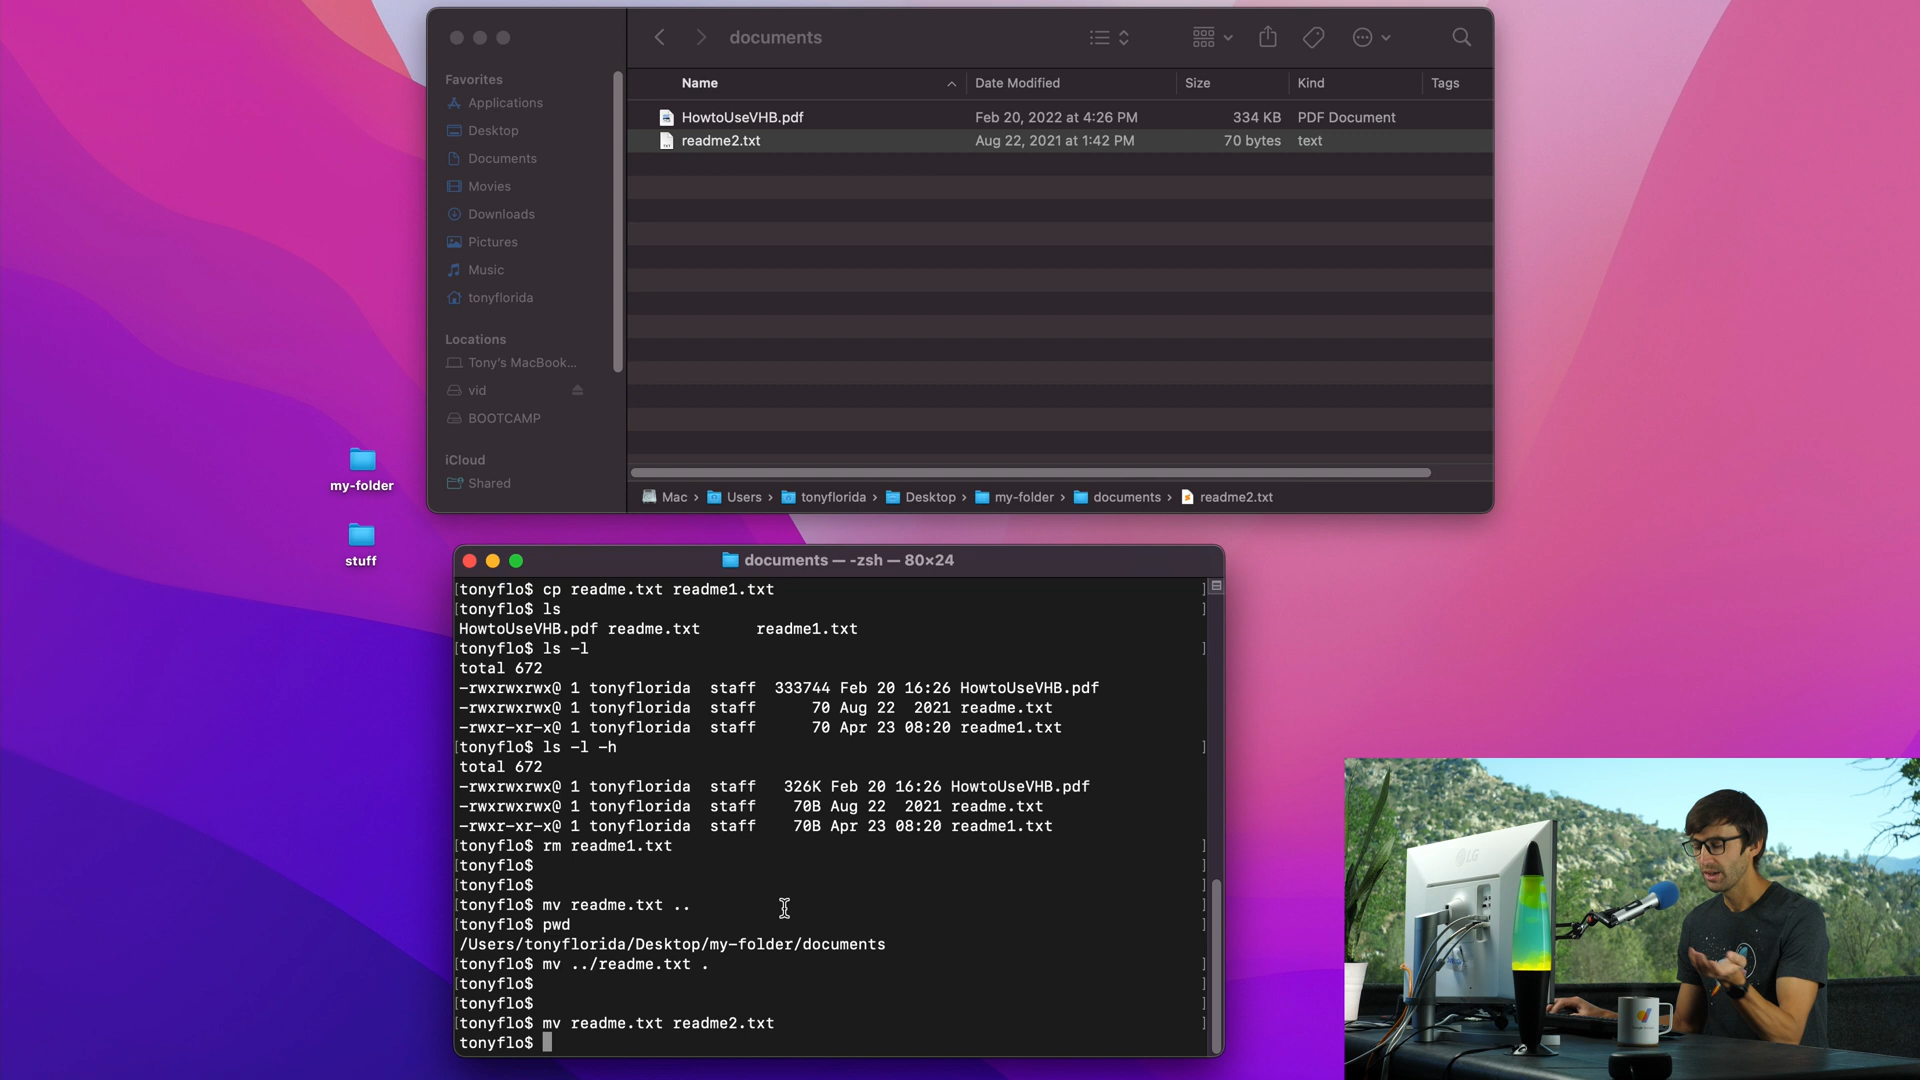 documents
Favorites
Applications
Desktop
Documents
Movies
Downloads
Pictures
Music
tonyflorida
Locations
Tony's MacBook...
vid
BOOTCAMP
iCloud
Shared
Name Date Modified Size Kind Tags
HowtoUseVHB.pdf Feb 20, 2022 at 4:26 PM 334 KB PDF Document
readme2.txt Aug 22, 2021 at 1:42 PM 70 bytes text
Mac › Users › tonyflorida › Desktop › my-folder › documents › readme2.txt
my-folder
stuff
documents — -zsh — 80×24
[tonyflo$ cp readme.txt readme1.txt ]
[tonyflo$ ls ]
HowtoUseVHB.pdf readme.txt readme1.txt
[tonyflo$ ls -l ]
total 672
-rwxrwxrwx@ 1 tonyflorida staff 333744 Feb 20 16:26 HowtoUseVHB.pdf
-rwxrwxrwx@ 1 tonyflorida staff 70 Aug 22 2021 readme.txt
-rwxr-xr-x@ 1 tonyflorida staff 70 Apr 23 08:20 readme1.txt
[tonyflo$ ls -l -h ]
total 672
-rwxrwxrwx@ 1 tonyflorida staff 326K Feb 20 16:26 HowtoUseVHB.pdf
-rwxrwxrwx@ 1 tonyflorida staff 70B Aug 22 2021 readme.txt
-rwxr-xr-x@ 1 tonyflorida staff 70B Apr 23 08:20 readme1.txt
[tonyflo$ rm readme1.txt ]
[tonyflo$ ]
[tonyflo$ ]
[tonyflo$ mv readme.txt .. ]
[tonyflo$ pwd ]
/Users/tonyflorida/Desktop/my-folder/documents
[tonyflo$ mv ../readme.txt . ]
[tonyflo$ ]
[tonyflo$ ]
[tonyflo$ mv readme.txt readme2.txt ]
tonyflo$
LG